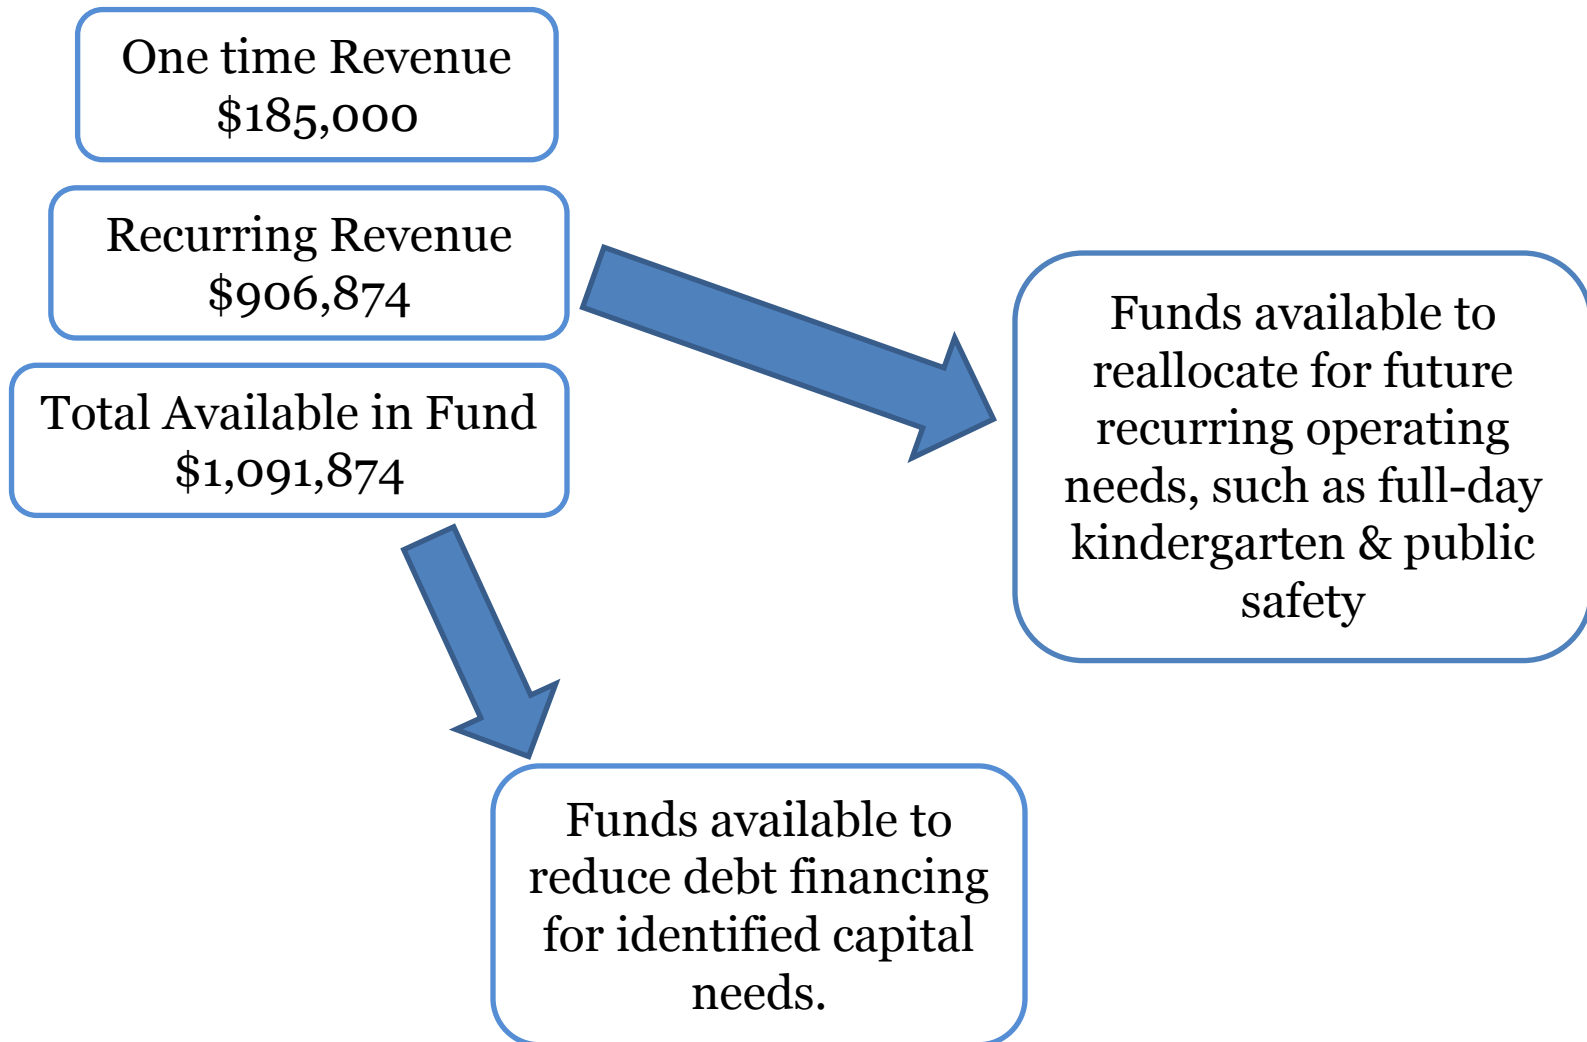 One time Revenue
$185,000
Recurring Revenue
$906,874
Total Available in Fund
$1,091,874
Funds available to
reallocate for future
recurring operating
needs, such as full-day
kindergarten & public
safety
Funds available to
reduce debt financing
for identified capital
needs.